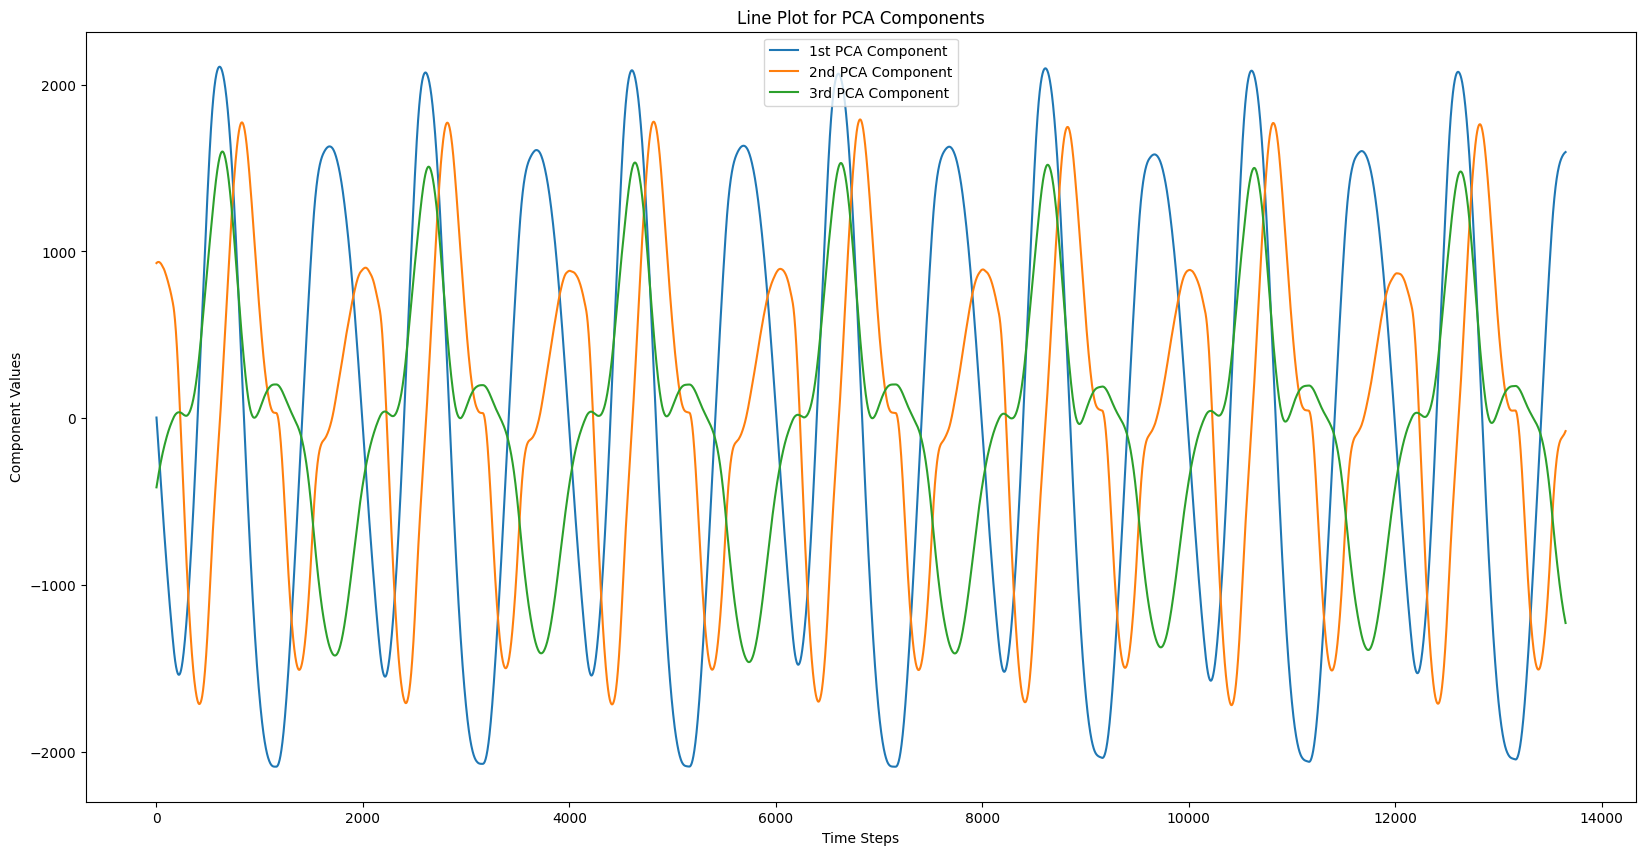 Line Plot for PCA Components
1st PCA Component
2nd PCA Component
3rd PCA Component
Component Values
2000
1000
0
−1000
−2000
0 2000 4000 6000 8000 10000 12000 14000
Time Steps